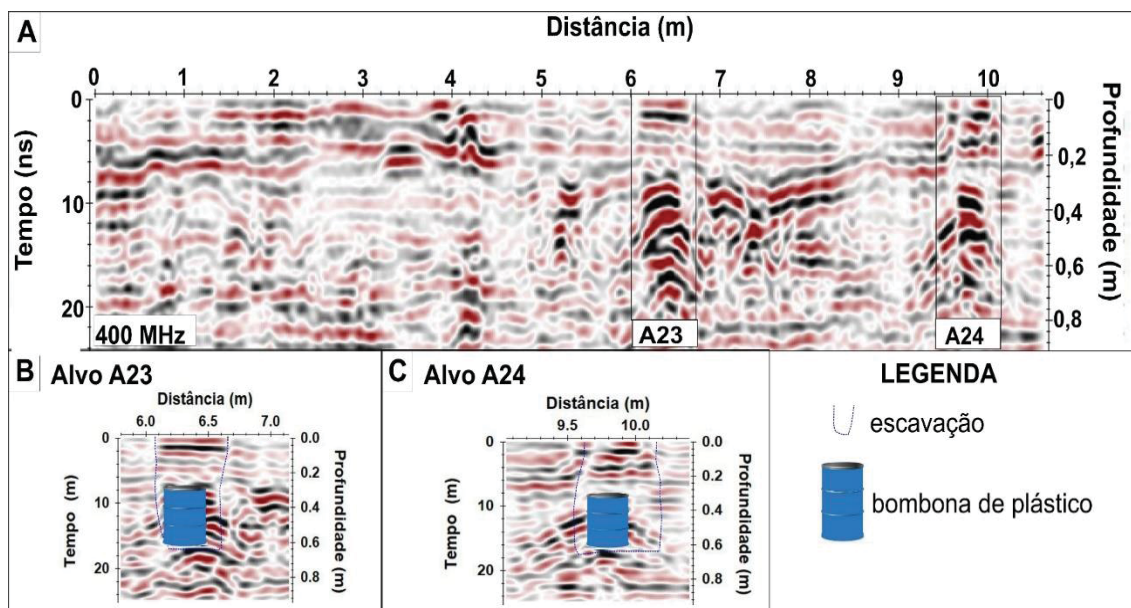 A
Distância (m)
0 1 2 3 4 5 6 7 8 9 10
Tempo (ns)
0
10
20
Profundidade (m)
0
0,2
0,4
0,6
0,8
400 MHz
A23
A24
B Alvo A23
Distância (m)
6.0 6.5 7.0
Tempo (m)
0
10
20
Profundidade (m)
0.0
0.2
0.4
0.6
0.8
C Alvo A24
Distância (m)
9.5 10.0
Tempo (m)
0
10
20
Profundidade (m)
0.0
0.2
0.4
0.6
0.8
LEGENDA
escavação
bombona de plástico